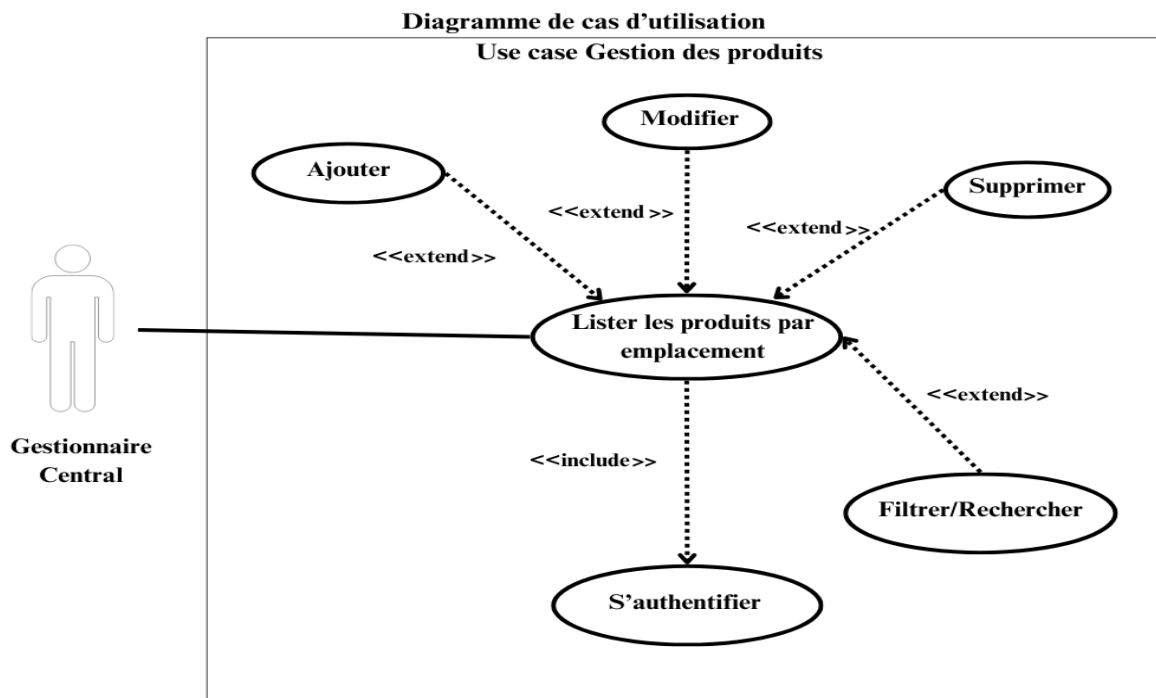 Diagramme de cas d’utilisation
Use case Gestion des produits
Modifier
Ajouter
Supprimer
<<extend >>
<<extend>>
<<extend>>
Lister les produits par
emplacement
<<extend>>
Gestionnaire
Central
<<include>>
Filtrer/Rechercher
S’authentifier